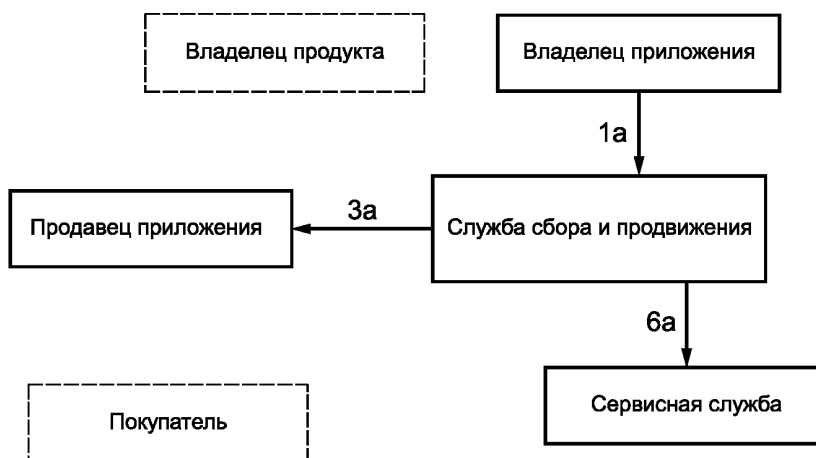 Владелец продукта
Владелец приложения
1а
Продавец приложения
3а
Служба сбора и продвижения
6а
Сервисная служба
Покупатель